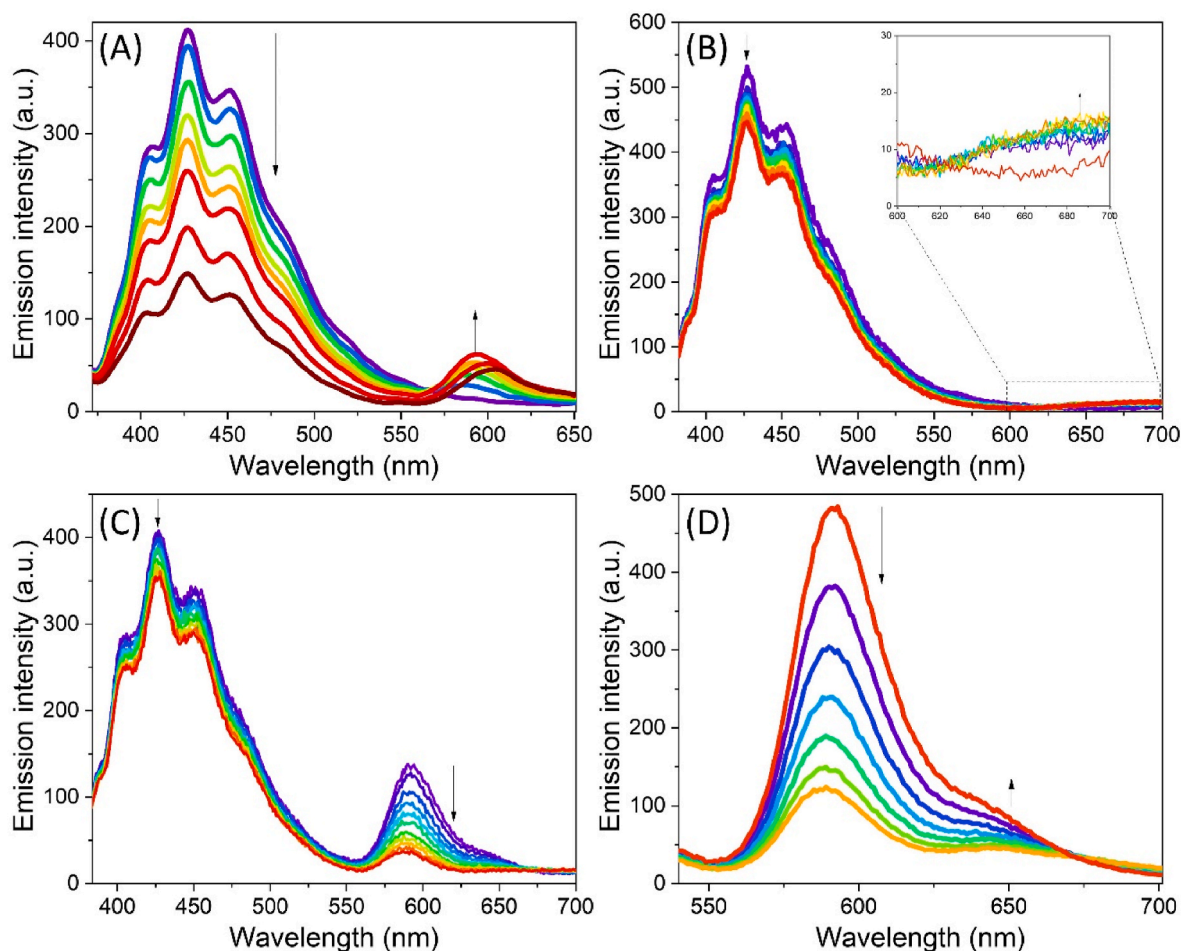 (A)
Emission intensity (a.u.)
400
300
200
100
0
400 450 500 550 600 650
Wavelength (nm)
(B)
Emission intensity (a.u.)
600
500
400
300
200
100
0
400 450 500 550 600 650 700
Wavelength (nm)
30
20
10
0
600 620 640 660 680 700
(C)
Emission intensity (a.u.)
400
300
200
100
0
400 450 500 550 600 650 700
Wavelength (nm)
(D)
Emission intensity (a.u.)
500
400
300
200
100
0
550 600 650 700
Wavelength (nm)